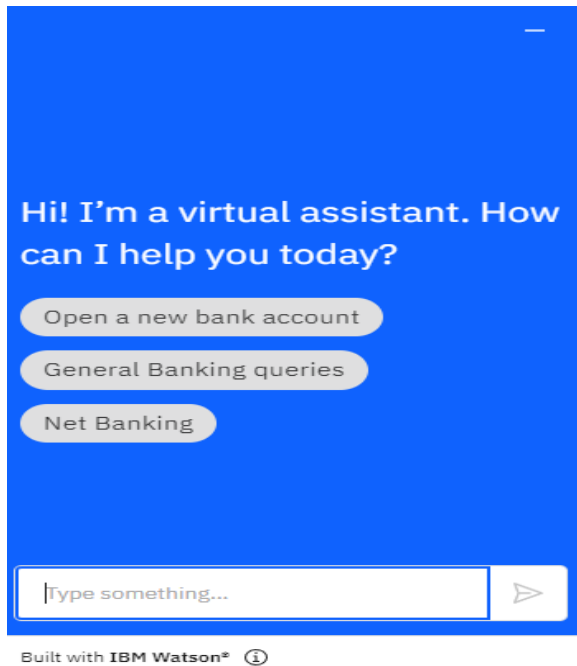 Hi! I’m a virtual assistant. How
can I help you today?
Open a new bank account
General Banking queries
Net Banking
Type something...
Built with IBM Watson®